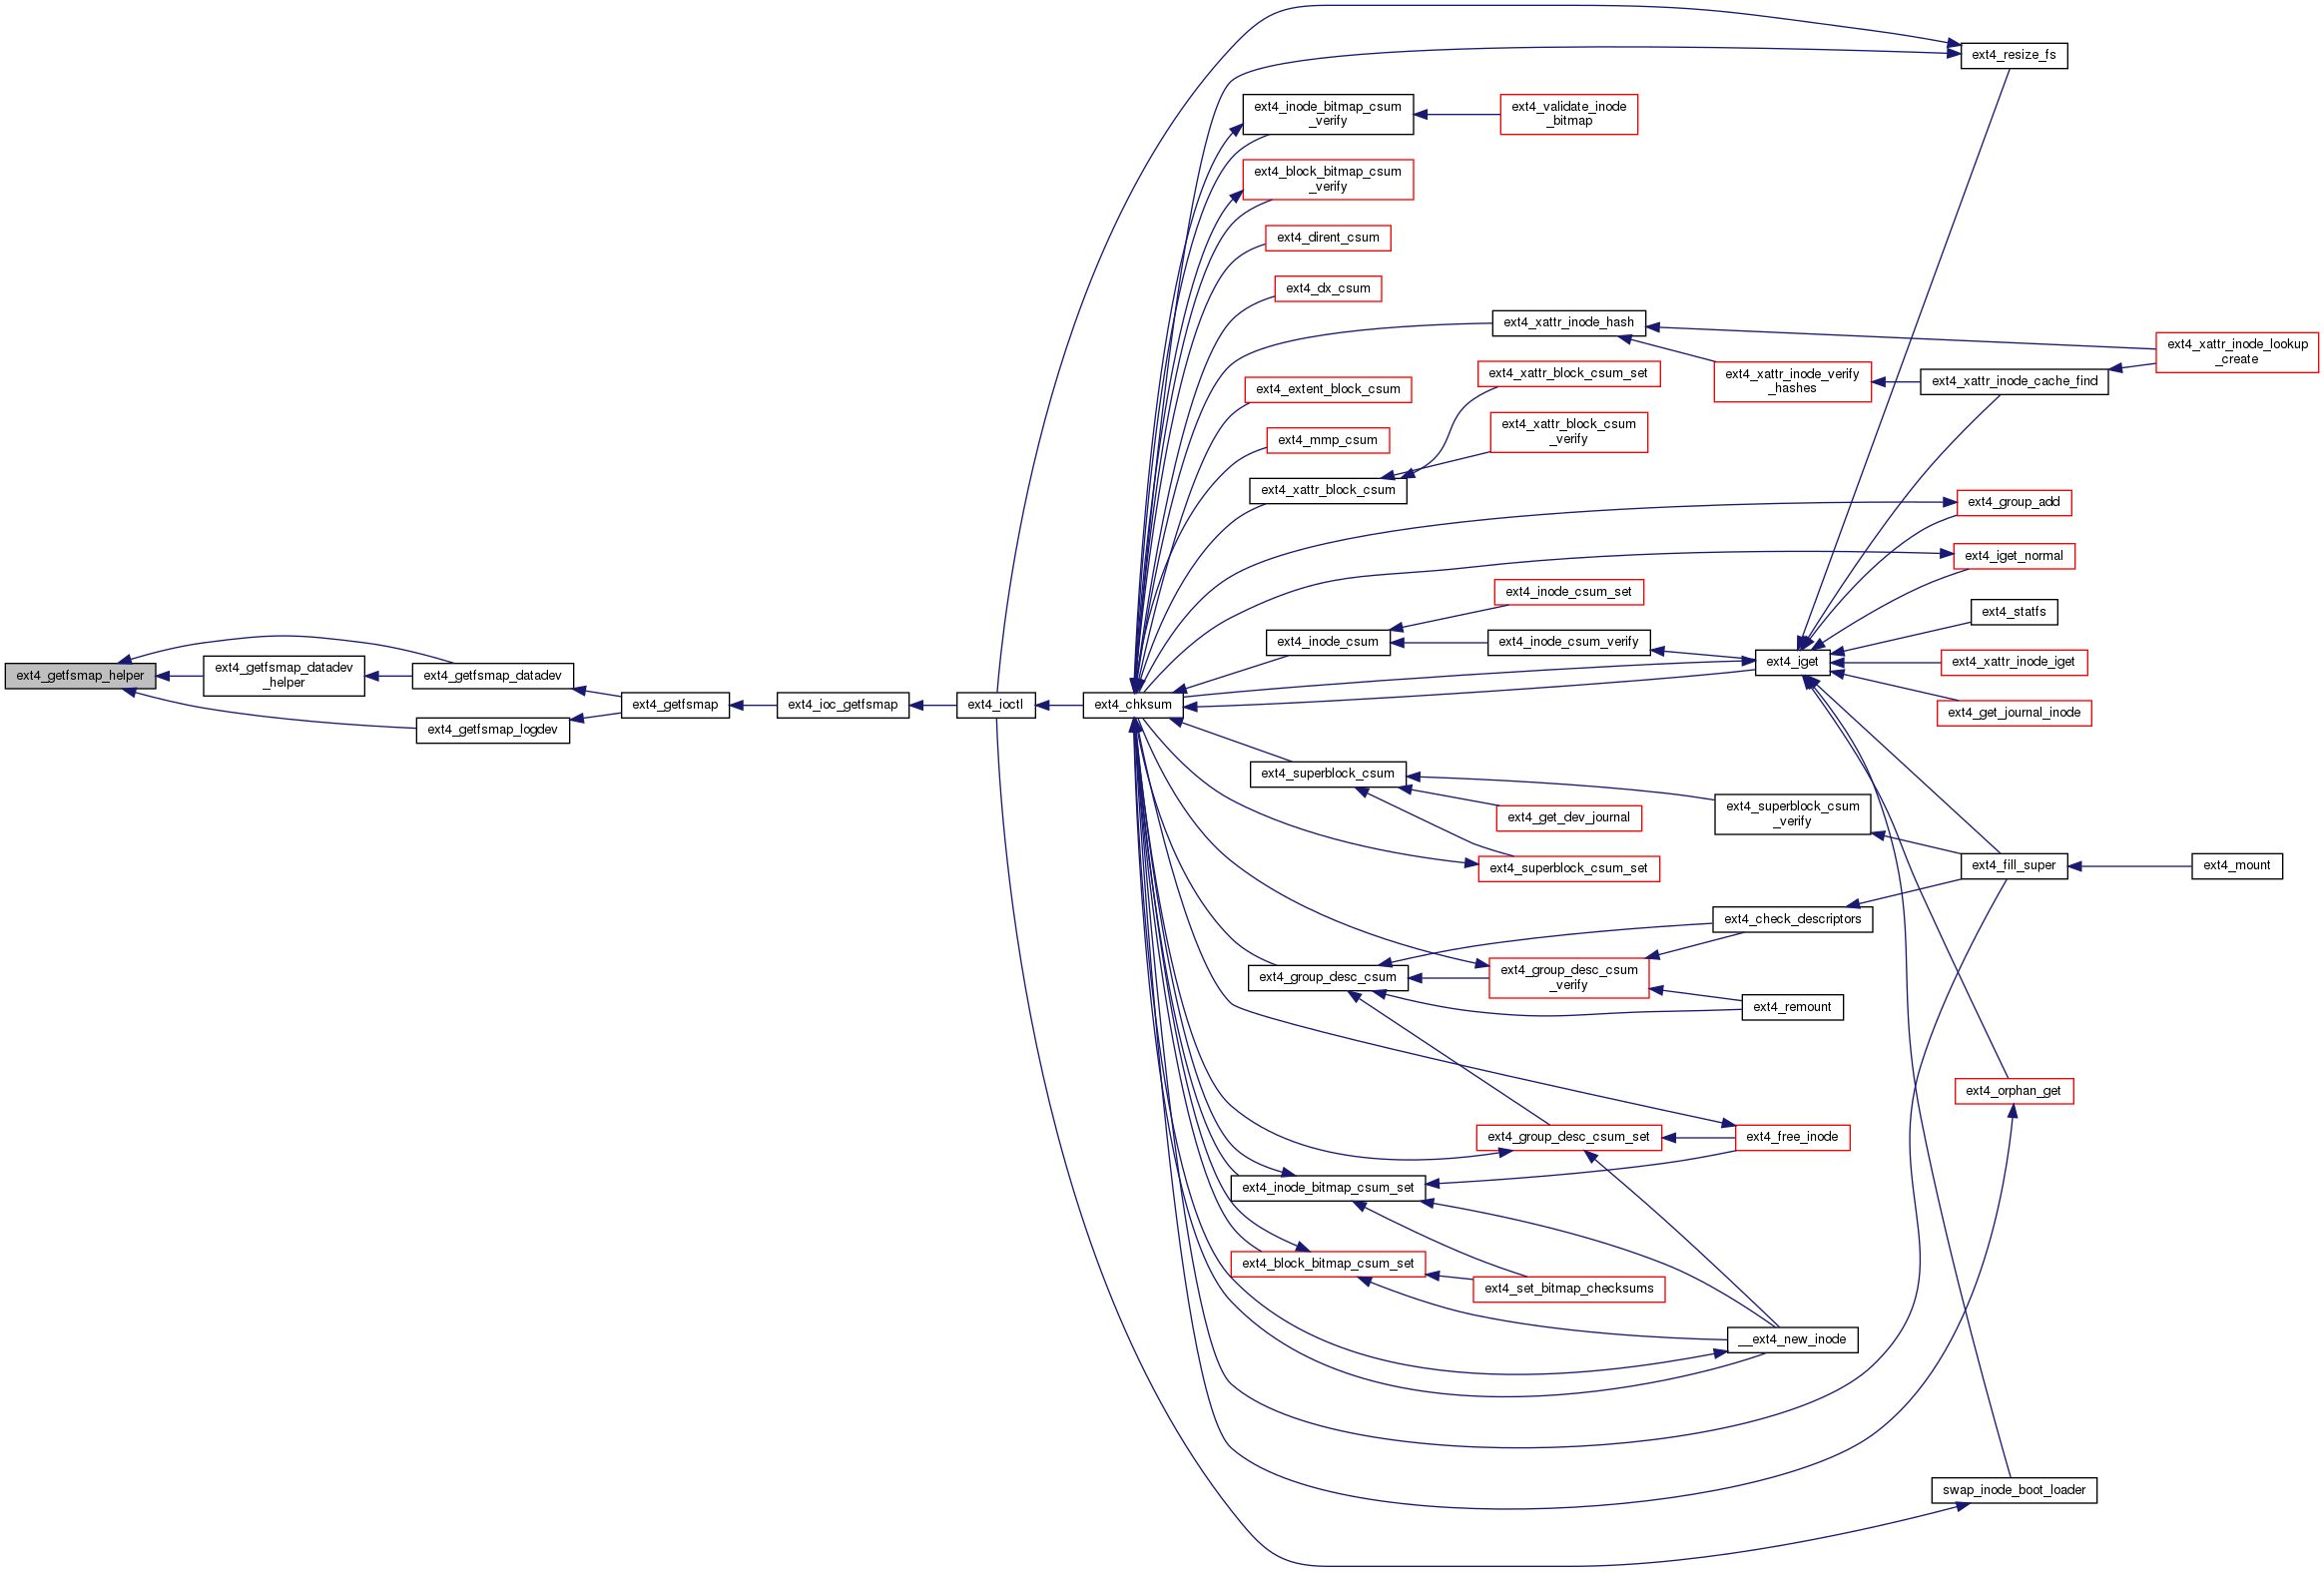 ext4_resize_fs
ext4_inode_bitmap_csum
_verify
ext4_validate_inode
_bitmap
ext4_block_bitmap_csum
_verify
ext4_dirent_csum
ext4_dx_csum
ext4_xattr_inode_hash
ext4_xattr_inode_lookup
_create
ext4_xattr_block_csum_set
ext4_xattr_inode_verify
_hashes
ext4_xattr_inode_cache_find
ext4_extent_block_csum
ext4_xattr_block_csum
_verify
ext4_mmp_csum
ext4_xattr_block_csum
ext4_group_add
ext4_iget_normal
ext4_inode_csum_set
ext4_statfs
ext4_inode_csum
ext4_inode_csum_verify
ext4_iget
ext4_xattr_inode_iget
ext4_getfsmap_helper
ext4_getfsmap_datadev
_helper
ext4_getfsmap_datadev
ext4_getfsmap_logdev
ext4_getfsmap
ext4_ioc_getfsmap
ext4_ioctl
ext4_chksum
ext4_get_journal_inode
ext4_superblock_csum
ext4_superblock_csum
_verify
ext4_get_dev_journal
ext4_superblock_csum_set
ext4_fill_super
ext4_mount
ext4_check_descriptors
ext4_group_desc_csum
ext4_group_desc_csum
_verify
ext4_remount
ext4_orphan_get
ext4_group_desc_csum_set
ext4_free_inode
ext4_inode_bitmap_csum_set
ext4_block_bitmap_csum_set
ext4_set_bitmap_checksums
__ext4_new_inode
swap_inode_boot_loader